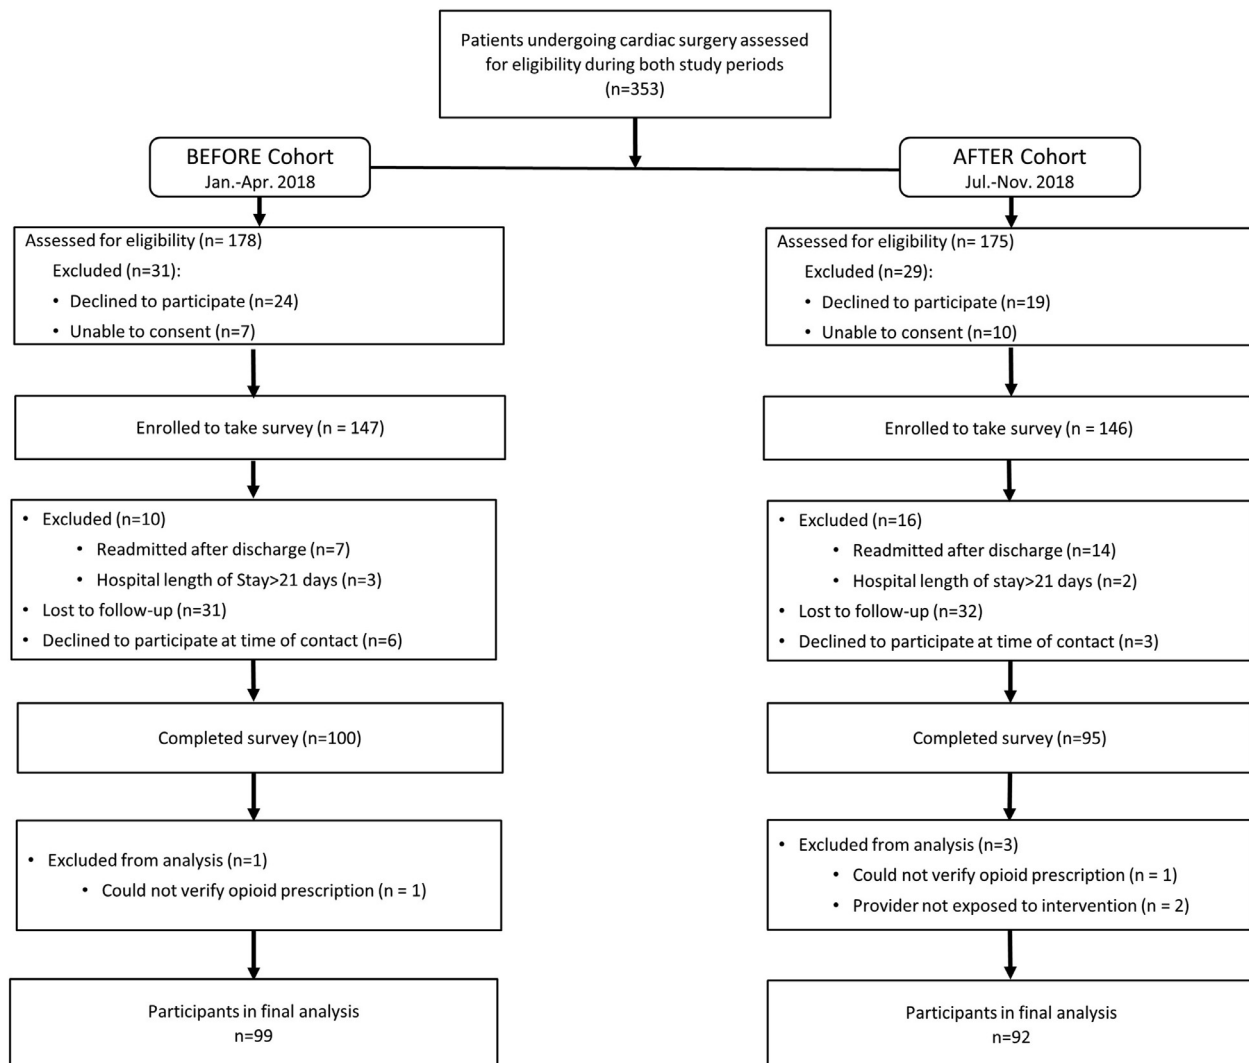 Patients undergoing cardiac surgery assessed
for eligibility during both study periods
(n=353)
BEFORE Cohort
Jan.-Apr. 2018
AFTER Cohort
Jul.-Nov. 2018
Assessed for eligibility (n= 178)
Excluded (n=31):
• Declined to participate (n=24)
• Unable to consent (n=7)
Assessed for eligibility (n= 175)
Excluded (n=29):
• Declined to participate (n=19)
• Unable to consent (n=10)
Enrolled to take survey (n = 147)
Enrolled to take survey (n = 146)
• Excluded (n=10)
• Readmitted after discharge (n=7)
• Hospital length of Stay>21 days (n=3)
• Lost to follow-up (n=31)
• Declined to participate at time of contact (n=6)
• Excluded (n=16)
• Readmitted after discharge (n=14)
• Hospital length of stay>21 days (n=2)
• Lost to follow-up (n=32)
• Declined to participate at time of contact (n=3)
Completed survey (n=100)
Completed survey (n=95)
• Excluded from analysis (n=1)
• Could not verify opioid prescription (n = 1)
• Excluded from analysis (n=3)
• Could not verify opioid prescription (n = 1)
• Provider not exposed to intervention (n = 2)
Participants in final analysis
n=99
Participants in final analysis
n=92